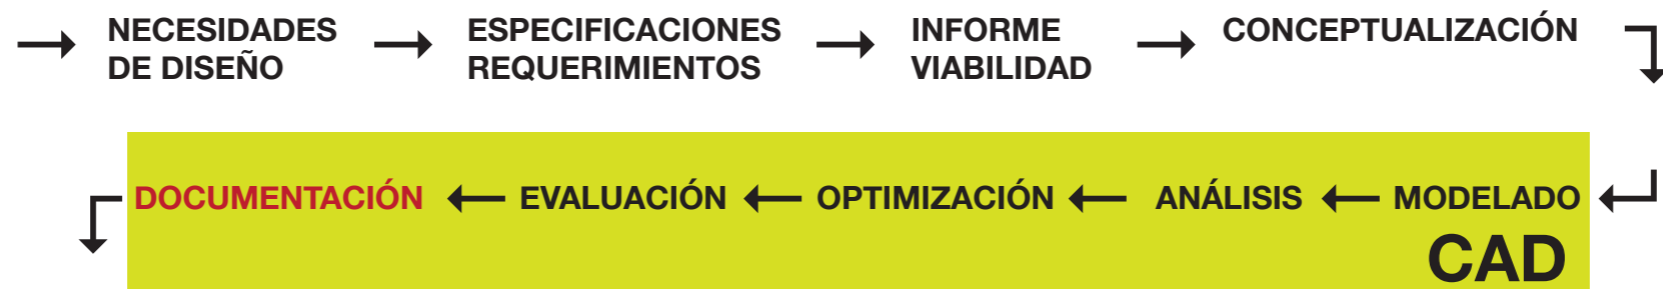 NECESIDADES
DE DISEÑO
ESPECIFICACIONES
REQUERIMIENTOS
INFORME
VIABILIDAD
CONCEPTUALIZACIÓN
DOCUMENTACIÓN
EVALUACIÓN
OPTIMIZACIÓN
ANÁLISIS
MODELADO
CAD